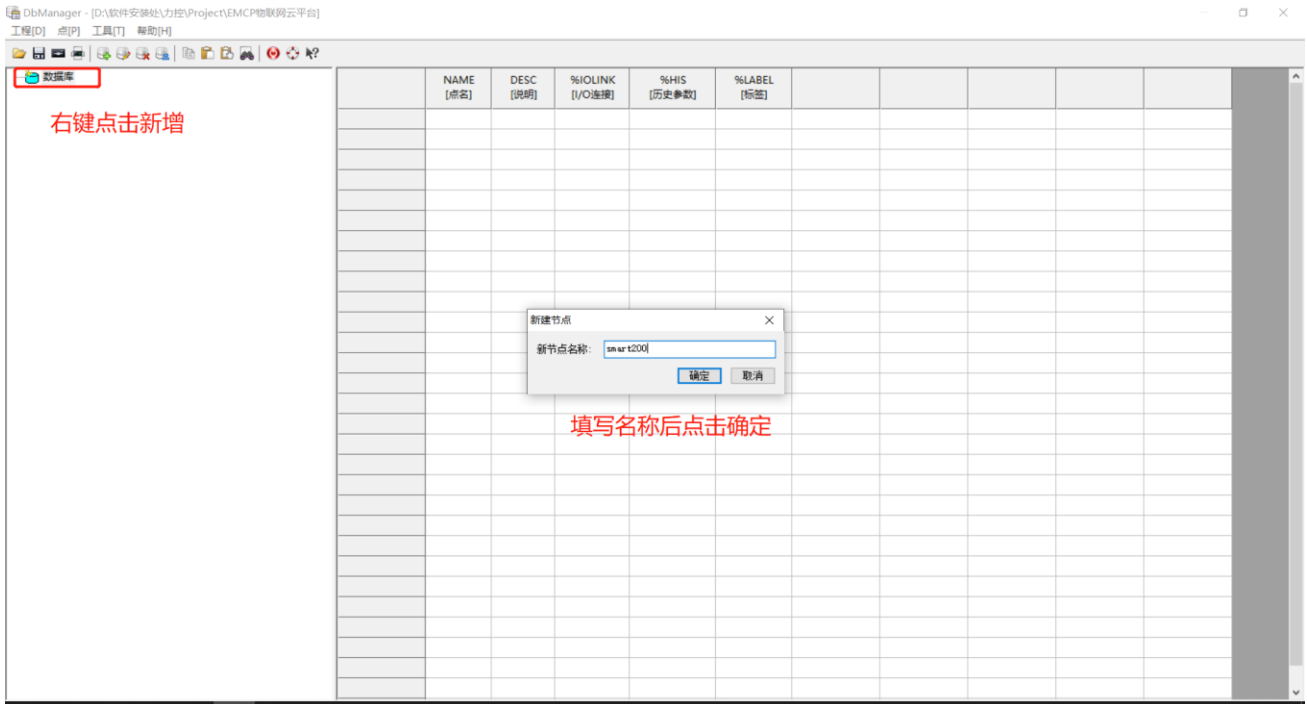 DbManager - [D:\软件安装处\力控\Project\EMCP物联网云平台]
工程[D] 点[P] 工具[T] 帮助[H]
数据库
右键点击新增
NAME DESC %IOLINK %HIS %LABEL
[点名] [说明] [I/O连接] [历史参数] [标签]
新建节点
新节点名称: smart200
确定 取消
填写名称后点击确定